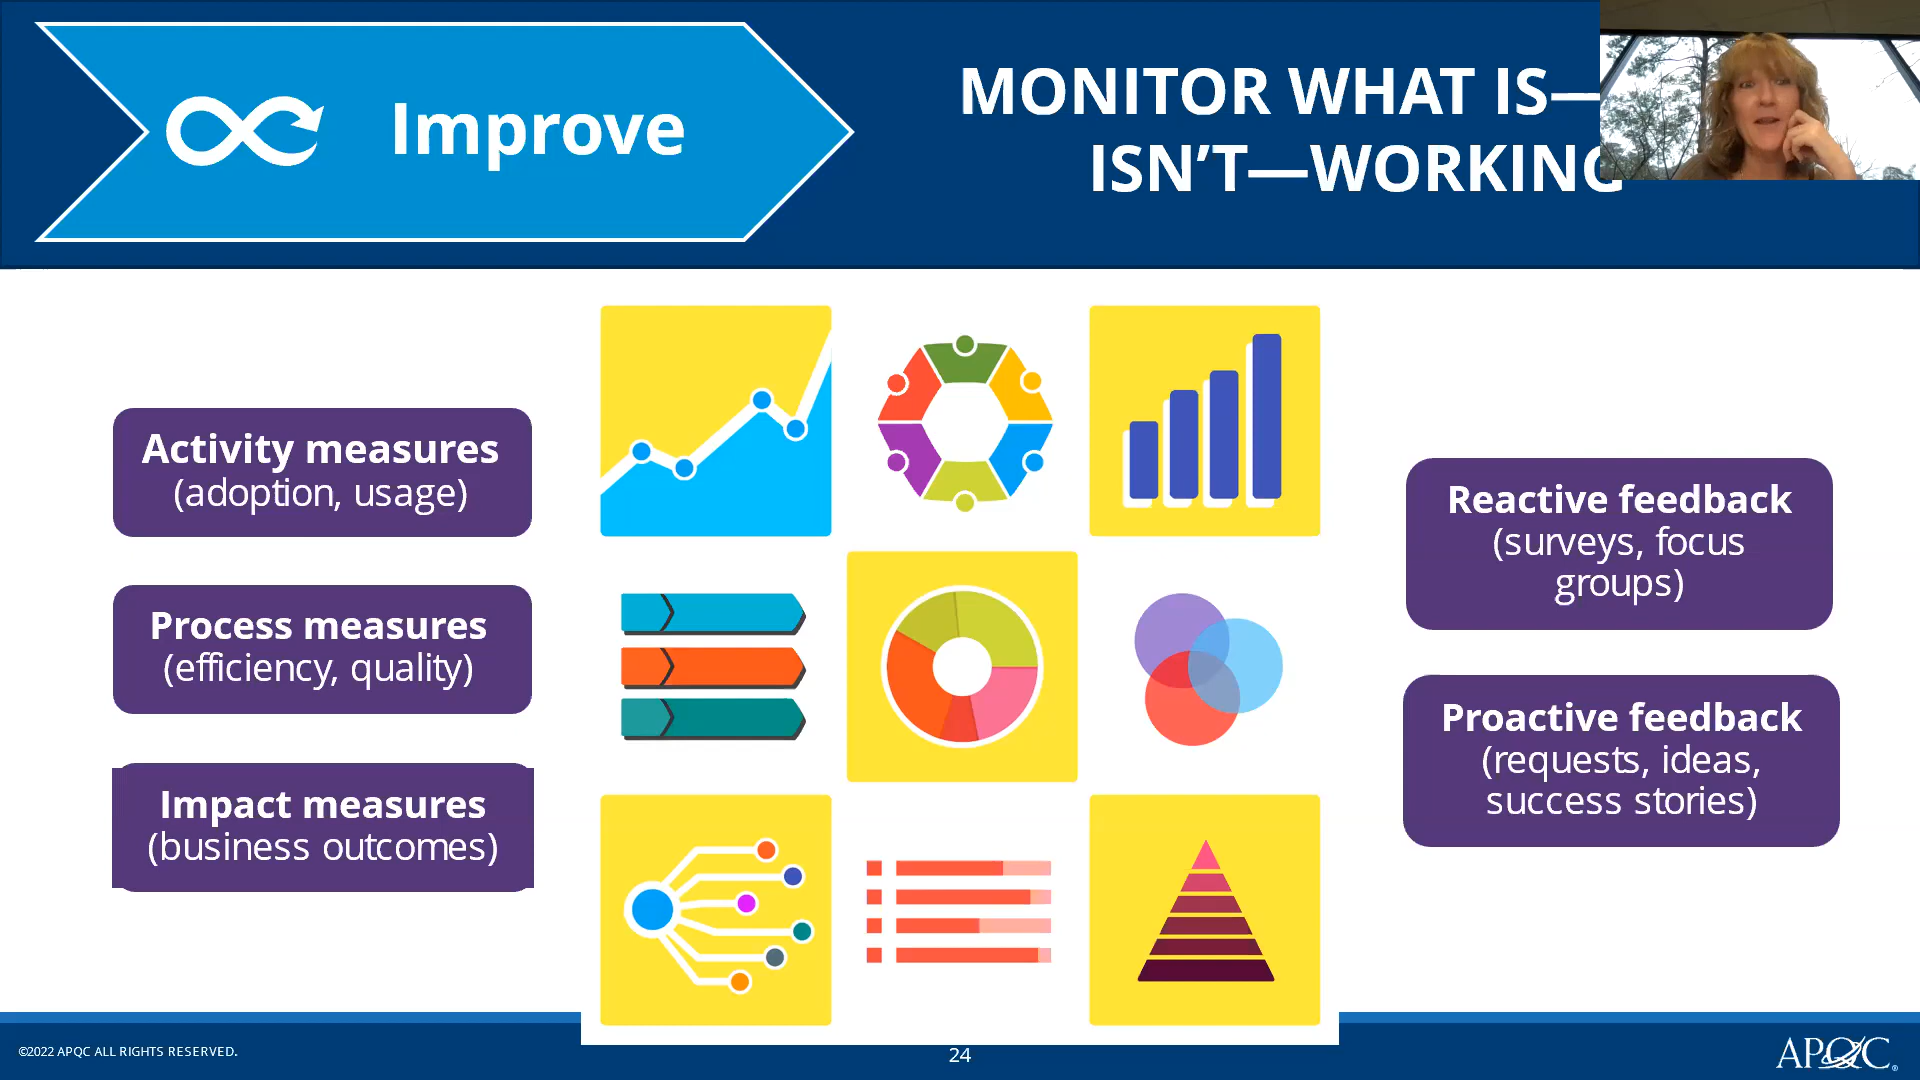 Improve
MONITOR WHAT IS—
ISN’T—WORKING
Activity measures
(adoption, usage)
Process measures
(efficiency, quality)
Impact measures
(business outcomes)
Reactive feedback
(surveys, focus
groups)
Proactive feedback
(requests, ideas,
success stories)
©2022 APQC ALL RIGHTS RESERVED.
24
APQC